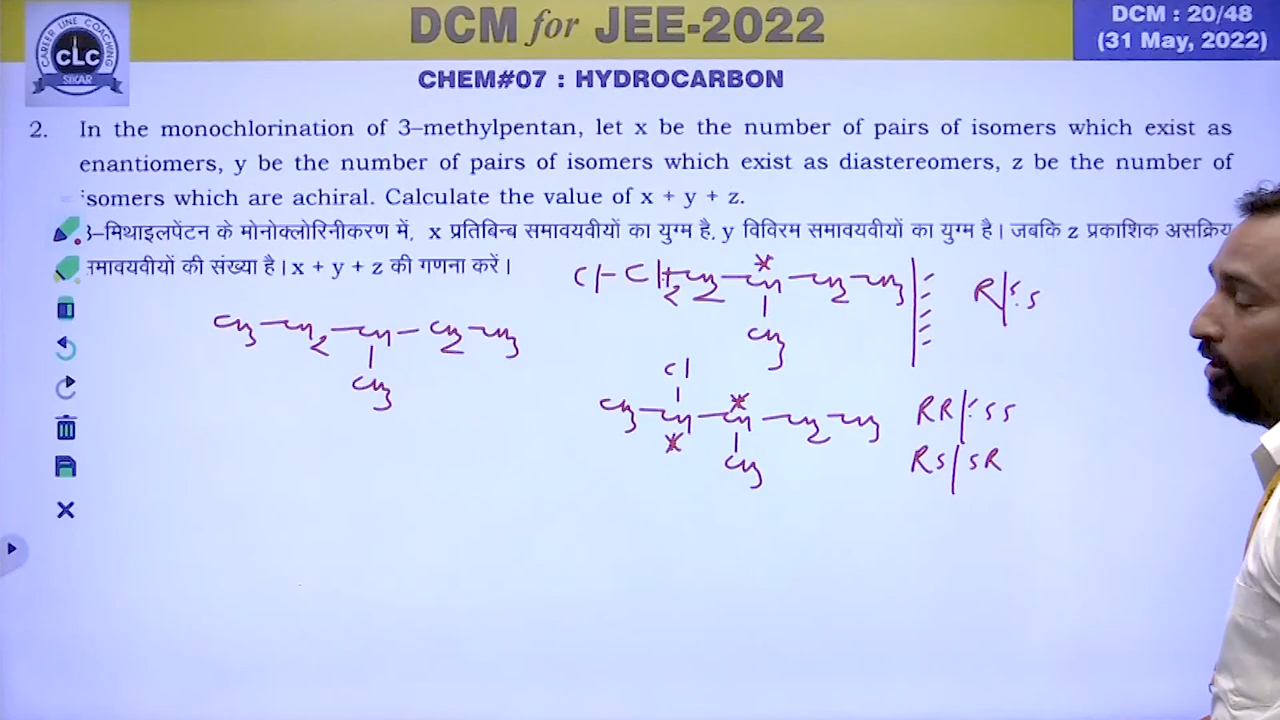 CAREER LINE COACHING
CLC
SIKAR
DCM for JEE-2022
DCM : 20/48
(31 May, 2022)
CHEM#07 : HYDROCARBON
2. In the monochlorination of 3–methylpentan, let x be the number of pairs of isomers which exist as
enantiomers, y be the number of pairs of isomers which exist as diastereomers, z be the number of
isomers which are achiral. Calculate the value of x + y + z.
3–मिथाइलपेंटन के मोनोक्लोरिनीकरण में, x प्रतिबिन्ब समावयवीयों का युग्म है, y विविरम समावयवीयों का युग्म है। जबकि z प्रकाशिक असक्रिय
समावयवीयों की संख्या है। x + y + z की गणना करें।
Cl–CH2–CH2–CH–CH2–CH3
*
CH3
R/S
CH3–CH2–CH–CH2–CH3
CH3
Cl
CH3–CH–CH–CH2–CH3
* *
CH3
RR/SS
RS/SR